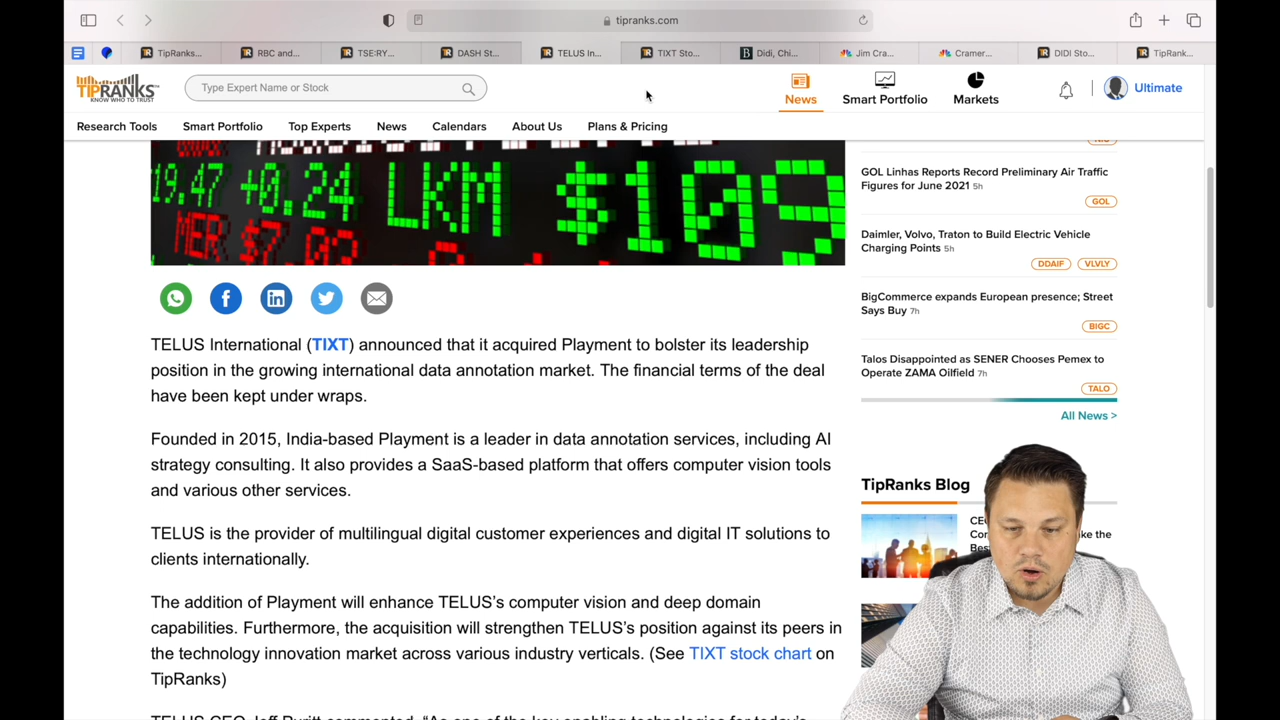 tipranks.com
TipRanks...
RBC and...
TSE:RY...
DASH St...
TELUS In...
TIXT Sto...
Didi, Chi...
Jim Cra...
Cramer...
DIDI Sto...
TipRank...
TIPRANKS
KNOW WHO TO TRUST
Type Expert Name or Stock
News
Smart Portfolio
Markets
Ultimate
Research Tools
Smart Portfolio
Top Experts
News
Calendars
About Us
Plans & Pricing
19.47 +0.24 LKM $109
MER $7.09
TELUS International (TIXT) announced that it acquired Playment to bolster its leadership
position in the growing international data annotation market. The financial terms of the deal
have been kept under wraps.
Founded in 2015, India-based Playment is a leader in data annotation services, including AI
strategy consulting. It also provides a SaaS-based platform that offers computer vision tools
and various other services.
TELUS is the provider of multilingual digital customer experiences and digital IT solutions to
clients internationally.
The addition of Playment will enhance TELUS's computer vision and deep domain
capabilities. Furthermore, the acquisition will strengthen TELUS's position against its peers in
the technology innovation market across various industry verticals. (See TIXT stock chart on
TipRanks)
GOL Linhas Reports Record Preliminary Air Traffic
Figures for June 2021 5h
GOL
Daimler, Volvo, Traton to Build Electric Vehicle
Charging Points 5h
DDAIF VLVLY
BigCommerce expands European presence; Street
Says Buy 7h
BIGC
Talos Disappointed as SENER Chooses Pemex to
Operate ZAMA Oilfield 7h
TALO
All News >
TipRanks Blog